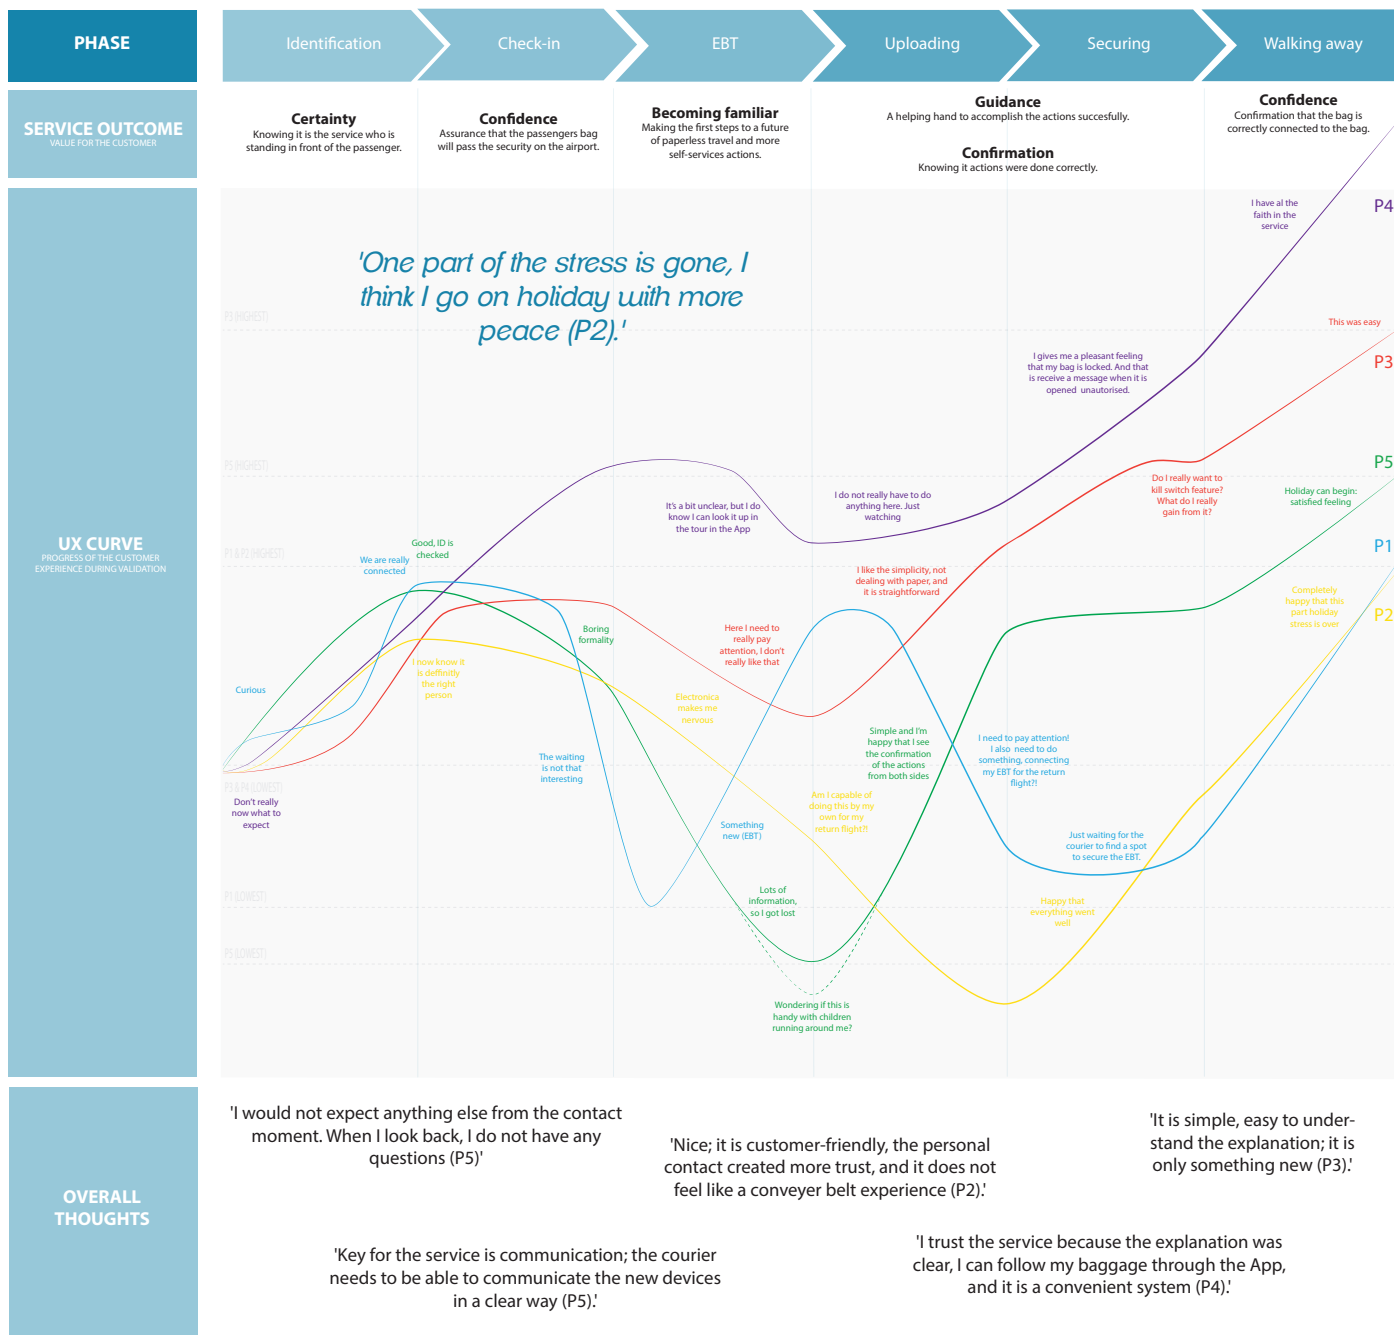 PHASE
Identification
Check-in
EBT
Uploading
Securing
Walking away
SERVICE OUTCOME
VALUE FOR THE CUSTOMER
Certainty
Knowing it is the service who is
standing in front of the passenger.
Confidence
Assurance that the passengers bag
will pass the security on the airport.
Becoming familiar
Making the first steps to a future
of paperless travel and more
self-services actions.
Guidance
A helping hand to accomplish the actions succesfully.
Confirmation
Knowing it actions were done correctly.
Confidence
Confirmation that the bag is
correctly connected to the bag.
UX CURVE
PROGRESS OF THE CUSTOMER
EXPERIENCE DURING VALIDATION
'One part of the stress is gone, I
think I go on holiday with more
peace (P2).'
P3 (HIGHEST)
P5 (HIGHEST)
P1 & P2 (HIGHEST)
P3 & P4 (LOWEST)
P1 (LOWEST)
P5 (LOWEST)
Curious
Don't really
now what to
expect
We are really
connected
Good, ID is
checked
I now know it
is definitly
the right
person
Boring
formality
The waiting
is not that
interesting
It's a bit unclear, but I do
know I can look it up in
the tour in the App
Here I need to
really pay
attention, I don't
really like that
Electronica
makes me
nervous
Something
new (EBT)
Lots of
information,
so I got lost
Wondering if this is
handy with children
running around me?
I do not really have to do
anything here. Just
watching
I like the simplicity, not
dealing with paper, and
it is straightforward
Simple and I'm
happy that I see
the confirmation
of the actions
from both sides
Am I capable of
doing this by my
own for my
return flight?!
I need to pay attention!
I also need to do
something, connecting
my EBT for the return
flight?!
I gives me a pleasant feeling
that my bag is locked. And that
is receive a message when it is
opened unautorised.
Do I really want to
kill switch feature?
What do I really
gain from it?
Just waiting for the
courier to find a spot
to secure the EBT.
Happy that
everything went
well
I have al the
faith in the
service
P4
This was easy
P3
P5
Holiday can begin:
satisfied feeling
P1
Completely
happy that this
part holiday
stress is over
P2
OVERALL
THOUGHTS
'I would not expect anything else from the contact
moment. When I look back, I do not have any
questions (P5)'
'Nice; it is customer-friendly, the personal
contact created more trust, and it does not
feel like a conveyer belt experience (P2).'
'It is simple, easy to under-
stand the explanation; it is
only something new (P3).'
'Key for the service is communication; the courier
needs to be able to communicate the new devices
in a clear way (P5).'
'I trust the service because the explanation was
clear, I can follow my baggage through the App,
and it is a convenient system (P4).'